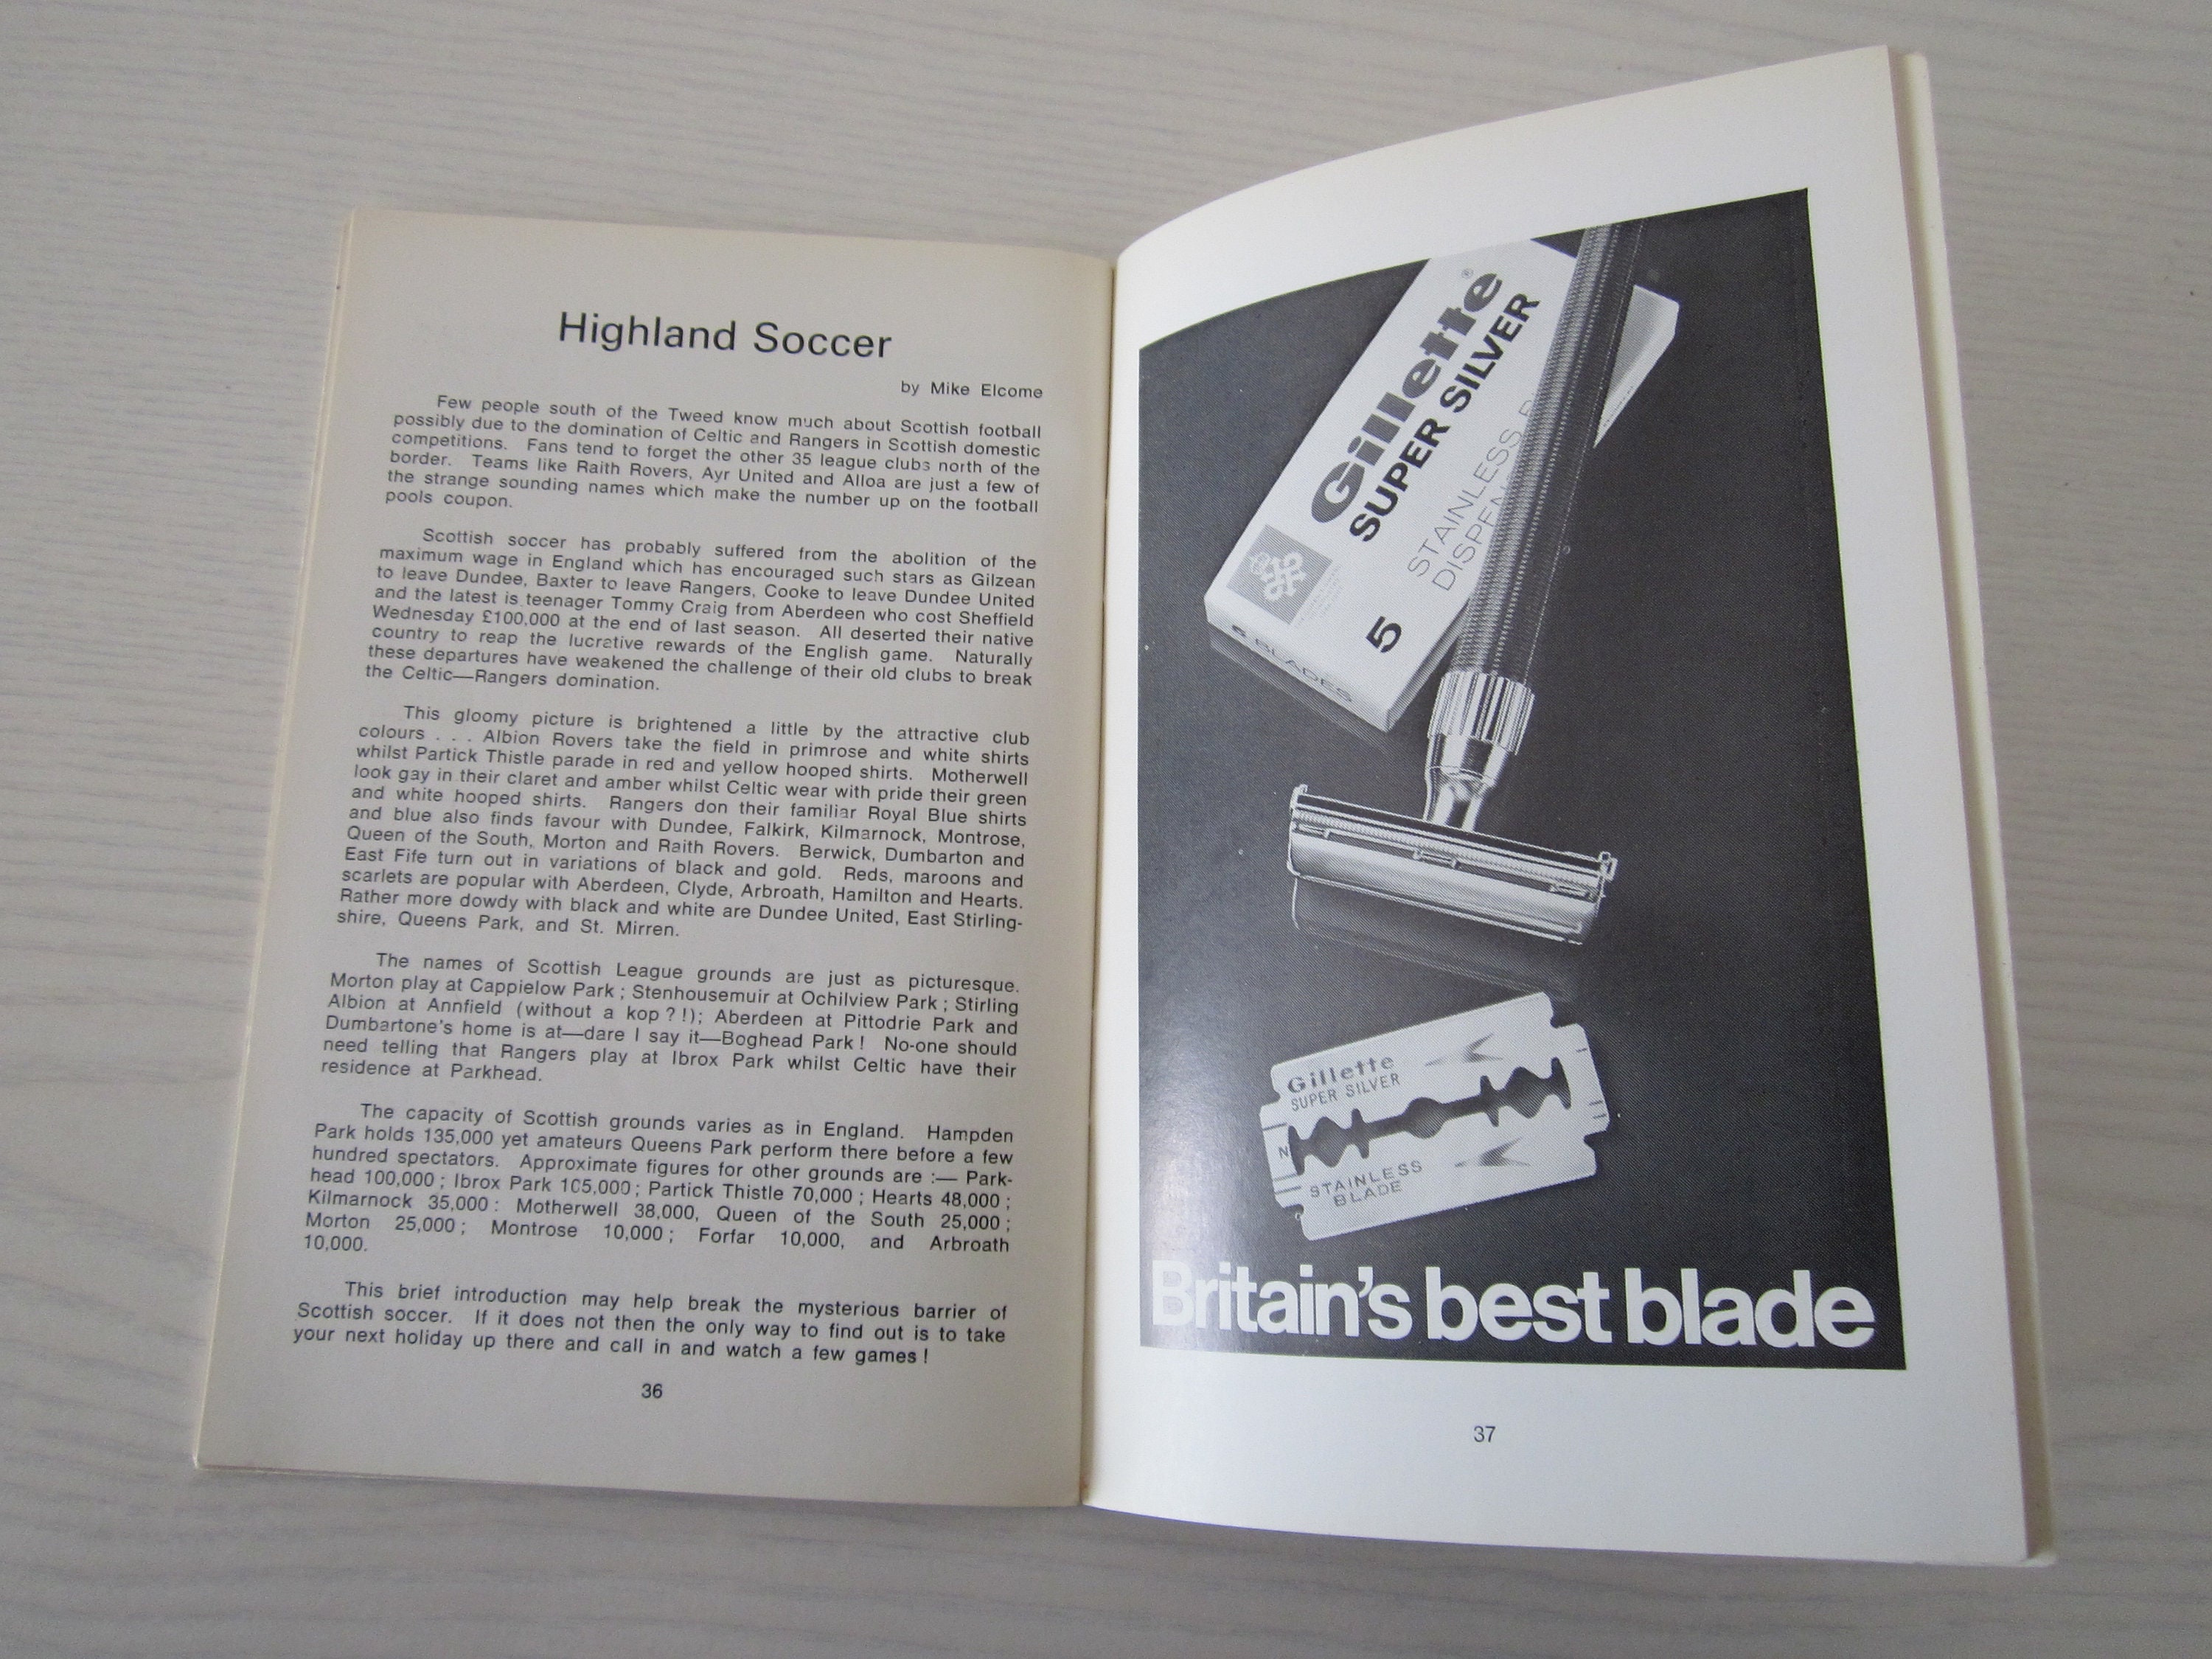 Highland Soccer
by Mike Elcome
Few people south of the Tweed know much about Scottish football
possibly due to the domination of Celtic and Rangers in Scottish domestic
competitions. Fans tend to forget the other 35 league clubs north of the
border. Teams like Raith Rovers, Ayr United and Alloa are just a few of
the strange sounding names which make the number up on the football
pools coupon.
Scottish soccer has probably suffered from the abolition of the
maximum wage in England which has encouraged such stars as Gilzean
to leave Dundee, Baxter to leave Rangers, Cooke to leave Dundee United
and the latest is teenager Tommy Craig from Aberdeen who cost Sheffield
Wednesday £100,000 at the end of last season. All deserted their native
country to reap the lucrative rewards of the English game. Naturally
these departures have weakened the challenge of their old clubs to break
the Celtic—Rangers domination.
This gloomy picture is brightened a little by the attractive club
colours . . . Albion Rovers take the field in primrose and white shirts
whilst Partick Thistle parade in red and yellow hooped shirts. Motherwell
look gay in their claret and amber whilst Celtic wear with pride their green
and white hooped shirts. Rangers don their familiar Royal Blue shirts
and blue also finds favour with Dundee, Falkirk, Kilmarnock, Montrose,
Queen of the South, Morton and Raith Rovers. Berwick, Dumbarton and
East Fife turn out in variations of black and gold. Reds, maroons and
scarlets are popular with Aberdeen, Clyde, Arbroath, Hamilton and Hearts.
Rather more dowdy with black and white are Dundee United, East Stirling-
shire, Queens Park, and St. Mirren.
The names of Scottish League grounds are just as picturesque.
Morton play at Cappielow Park ; Stenhousemuir at Ochilview Park ; Stirling
Albion at Annfield (without a kop ? !); Aberdeen at Pittodrie Park and
Dumbartone's home is at—dare I say it—Boghead Park ! No-one should
need telling that Rangers play at Ibrox Park whilst Celtic have their
residence at Parkhead.
The capacity of Scottish grounds varies as in England. Hampden
Park holds 135,000 yet amateurs Queens Park perform there before a few
hundred spectators. Approximate figures for other grounds are :— Park-
head 100,000 ; Ibrox Park 105,000 ; Partick Thistle 70,000 ; Hearts 48,000 ;
Kilmarnock 35,000 : Motherwell 38,000, Queen of the South 25,000 ;
Morton 25,000 ; Montrose 10,000 ; Forfar 10,000, and Arbroath
10,000.
This brief introduction may help break the mysterious barrier of
Scottish soccer. If it does not then the only way to find out is to take
your next holiday up there and call in and watch a few games !
36
Gillette ®
SUPER SILVER
STAINLESS
5
5 BLADES
Gillette
SUPER SILVER
N
STAINLESS
BLADE
Britain's best blade
37